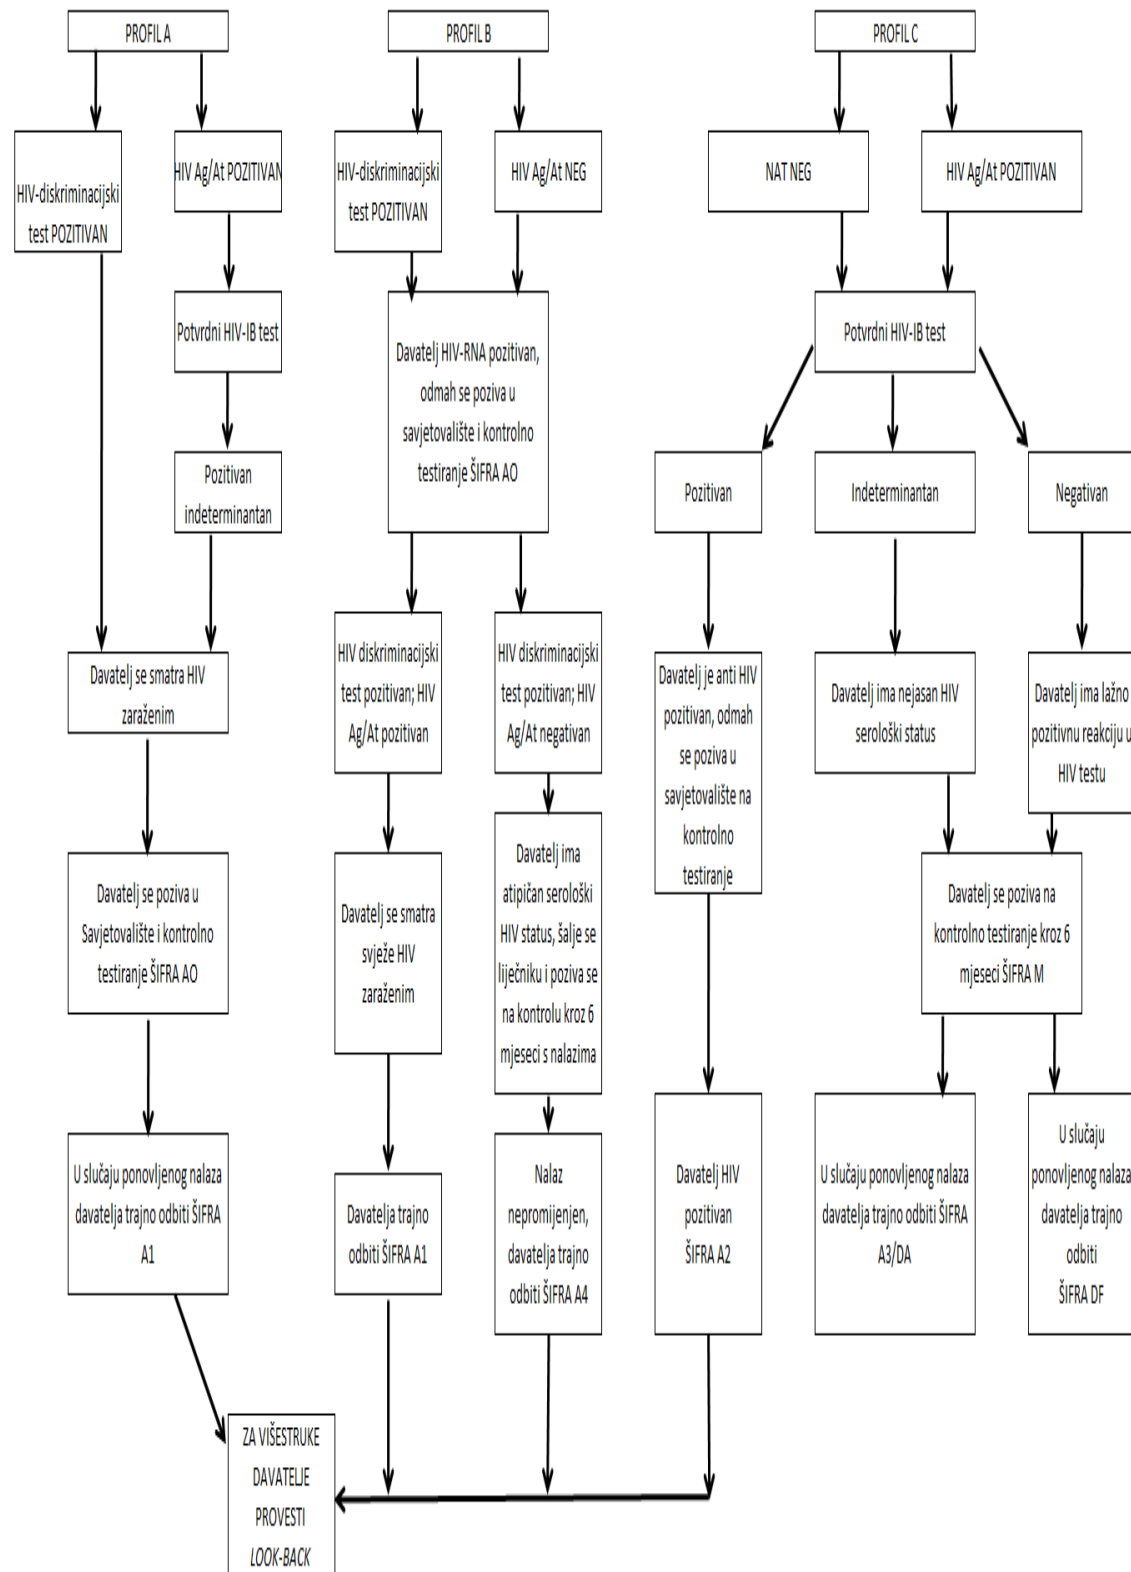 PROFIL A
PROFIL B
PROFIL C
HIV-diskriminacijski
test POZITIVAN
HIV Ag/At POZITIVAN
HIV-diskriminacijski
test POZITIVAN
HIV Ag/At NEG
NAT NEG
HIV Ag/At POZITIVAN
Potvrdni HIV-IB test
Davatelj HIV-RNA pozitivan,
odmah se poziva u
savjetovalište i kontrolno
testiranje ŠIFRA AO
Potvrdni HIV-IB test
Pozitivan
indeterminantan
Pozitivan
Indeterminantan
Negativan
Davatelj se smatra HIV
zaraženim
HIV diskriminacijski
test pozitivan; HIV
Ag/At pozitivan
HIV diskriminacijski
test pozitivan; HIV
Ag/At negativan
Davatelj je anti HIV
pozitivan, odmah
se poziva u
savjetovalište na
kontrolno
testiranje
Davatelj ima nejasan HIV
serološki status
Davatelj ima lažno
pozitivnu reakciju u
HIV testu
Davatelj se poziva u
Savjetovalište i kontrolno
testiranje ŠIFRA AO
Davatelj se smatra
svježe HIV
zaraženim
Davatelj ima
atipičan serološki
HIV status, šalje se
liječniku i poziva se
na kontrolu kroz 6
mjeseci s nalazima
Davatelj se poziva na
kontrolno testiranje kroz 6
mjeseci ŠIFRA M
U slučaju ponovljenog nalaza
davatelja trajno odbiti ŠIFRA
A1
Davatelja trajno
odbiti ŠIFRA A1
Nalaz
nepromijenjen,
davatelja trajno
odbiti ŠIFRA A4
Davatelj HIV
pozitivan
ŠIFRA A2
U slučaju ponovljenog nalaza
davatelja trajno odbiti ŠIFRA
A3/DA
U slučaju
ponovljenog nalaza
davatelja trajno
odbiti
ŠIFRA DF
ZA VIŠESTRUKE
DAVATELJE
PROVESTI
LOOK-BACK